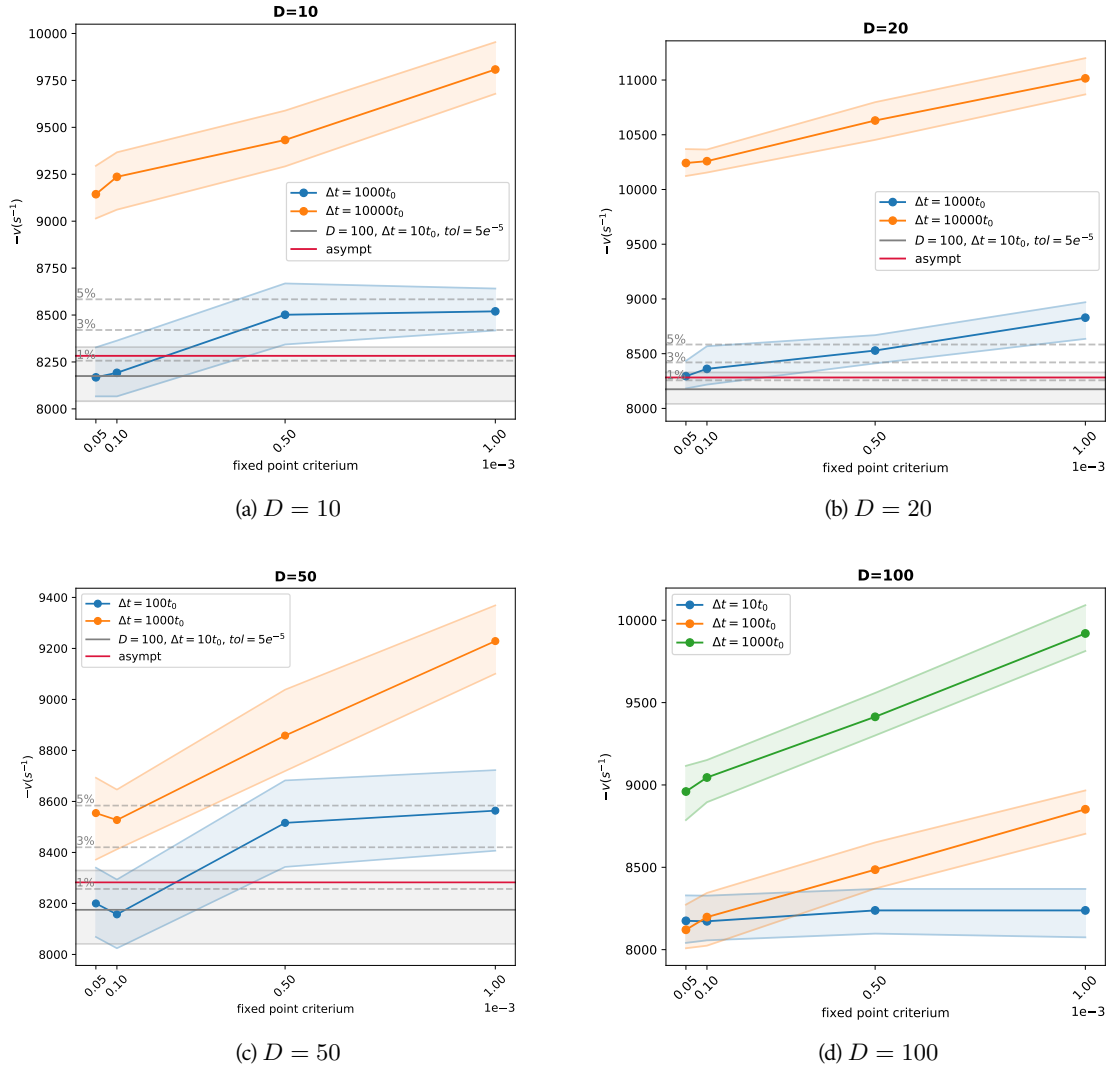 D=10
10000
9750
9500
9250
9000
8750
8500
8250
8000
−v(s⁻¹)
Δt = 1000t₀
Δt = 10000t₀
D = 100, Δt = 10t₀, tol = 5e⁻⁵
asympt
5%
3%
1%
0.05
0.10
0.50
1.00
1e−3
fixed point criterium
(a) D = 10
D=20
11000
10500
10000
9500
9000
8500
8000
−v(s⁻¹)
Δt = 1000t₀
Δt = 10000t₀
D = 100, Δt = 10t₀, tol = 5e⁻⁵
asympt
5%
3%
1%
0.05
0.10
0.50
1.00
1e−3
fixed point criterium
(b) D = 20
D=50
9400
9200
9000
8800
8600
8400
8200
8000
−v(s⁻¹)
Δt = 100t₀
Δt = 1000t₀
D = 100, Δt = 10t₀, tol = 5e⁻⁵
asympt
5%
3%
1%
0.05
0.10
0.50
1.00
1e−3
fixed point criterium
(c) D = 50
D=100
10000
9500
9000
8500
8000
−v(s⁻¹)
Δt = 10t₀
Δt = 100t₀
Δt = 1000t₀
0.05
0.10
0.50
1.00
1e−3
fixed point criterium
(d) D = 100